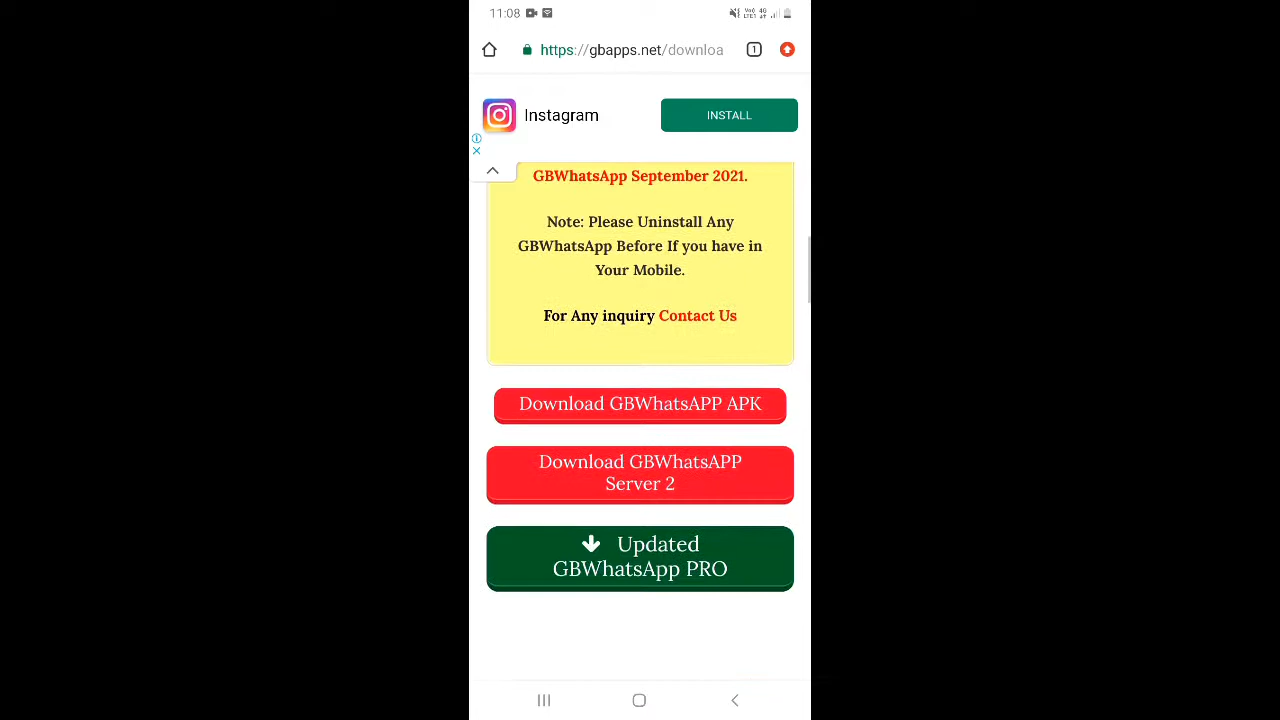 11:08
https://gbapps.net/downloa
1
Instagram
INSTALL
GBWhatsApp September 2021.
Note: Please Uninstall Any
GBWhatsApp Before If you have in
Your Mobile.
For Any inquiry Contact Us
Download GBWhatsAPP APK
Download GBWhatsAPP
Server 2
Updated
GBWhatsApp PRO